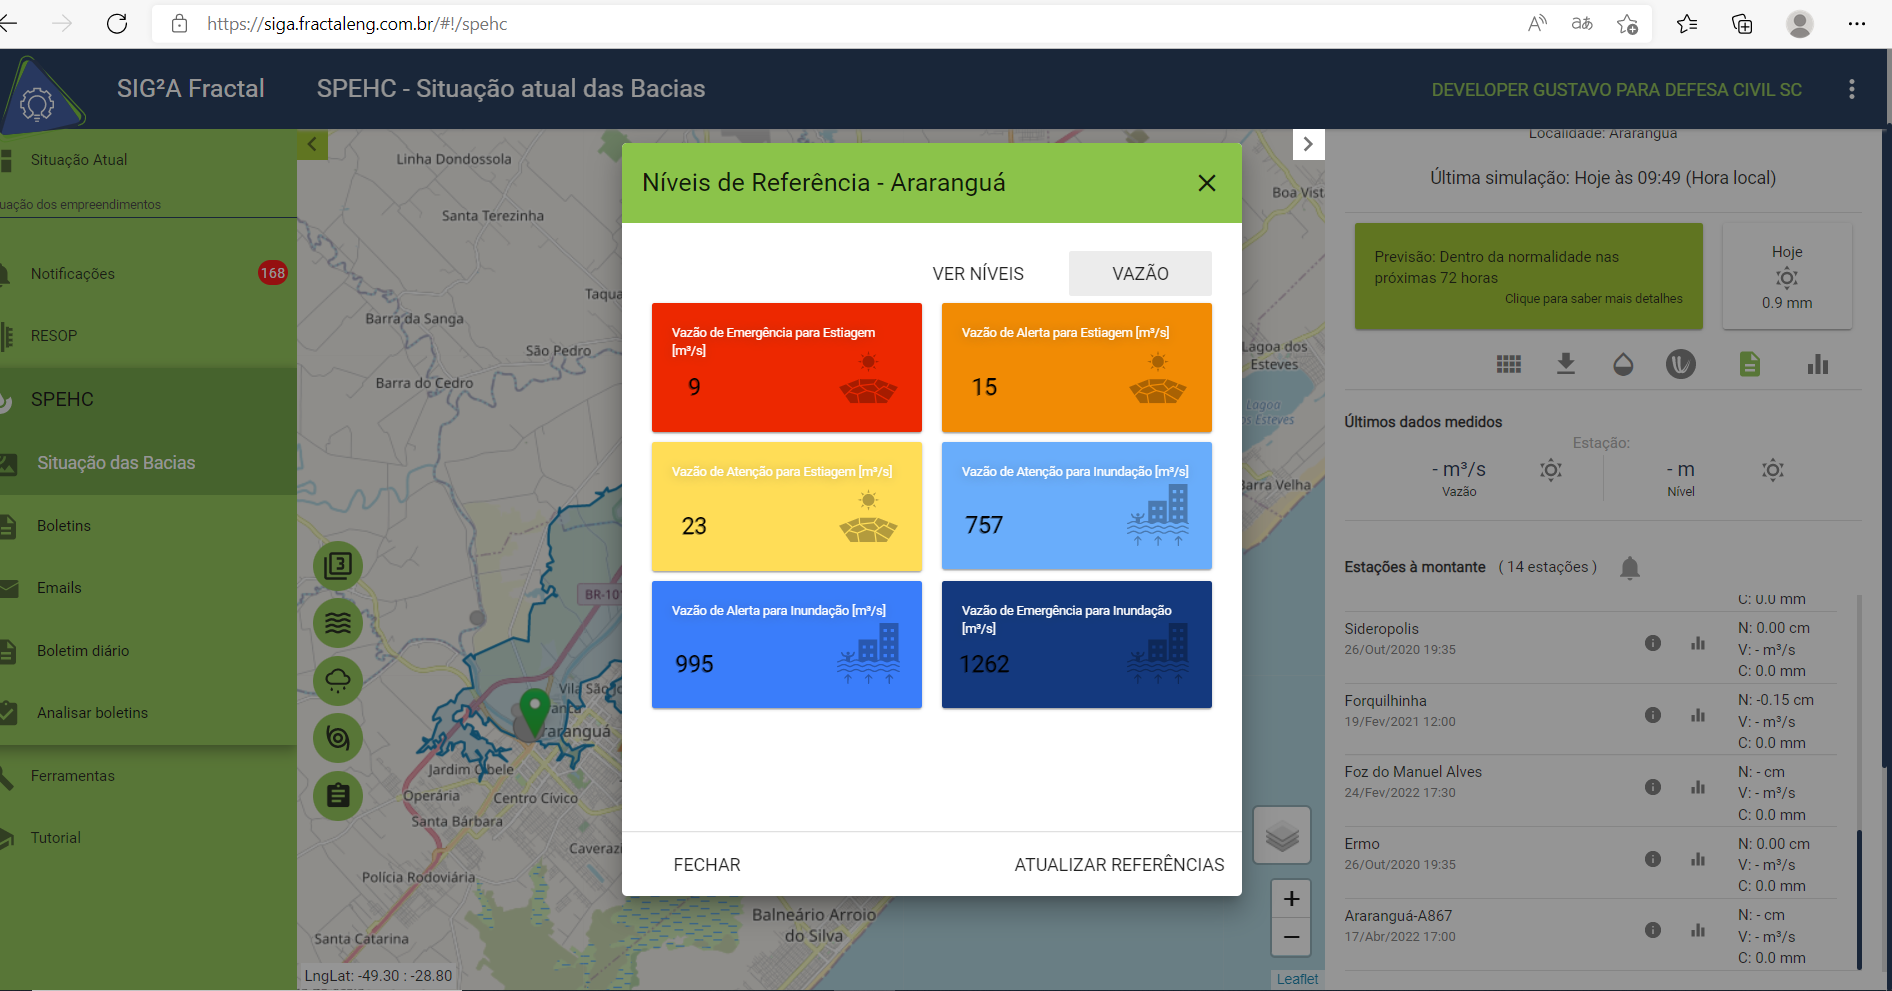 https://siga.fractaleng.com.br/#!/spehc
SIG²A Fractal
SPEHC - Situação atual das Bacias
DEVELOPER GUSTAVO PARA DEFESA CIVIL SC
Situação Atual
uação dos empreendimentos
Notificações
168
RESOP
SPEHC
Situação das Bacias
Boletins
Emails
Boletim diário
Analisar boletins
Ferramentas
Tutorial
Linha Dondossola
Santa Terezinha
Taqua
Barra da Sanga
São Pedro
Barra do Cedro
BR-101
Vila São Jo
ranca
raranguá
Jardim Cibele
Operária
Centro Cívico
Santa Bárbara
Caveraz
Polícia Rodoviária
Santa Catarina
Balneário Arroio
do Silva
Boa Vist
Lagoa dos
Esteves
Lagoa
os Esteves
Barra Velha
3
LngLat: -49.30 : -28.80
+
−
Leaflet
Níveis de Referência - Araranguá
VER NÍVEIS
VAZÃO
Vazão de Emergência para Estiagem
[m³/s]
9
Vazão de Alerta para Estiagem [m³/s]
15
Vazão de Atenção para Estiagem [m³/s]
23
Vazão de Atenção para Inundação [m³/s]
757
Vazão de Alerta para Inundação [m³/s]
995
Vazão de Emergência para Inundação
[m³/s]
1262
FECHAR
ATUALIZAR REFERÊNCIAS
Localidade: Araranguá
Última simulação: Hoje às 09:49 (Hora local)
Previsão: Dentro da normalidade nas
próximas 72 horas
Clique para saber mais detalhes
Hoje
0.9 mm
Últimos dados medidos
Estação:
- m³/s
Vazão
- m
Nível
Estações à montante ( 14 estações )
C: 0.0 mm
Sideropolis
26/Out/2020 19:35
N: 0.00 cm
V: - m³/s
C: 0.0 mm
Forquilhinha
19/Fev/2021 12:00
N: -0.15 cm
V: - m³/s
C: 0.0 mm
Foz do Manuel Alves
24/Fev/2022 17:30
N: - cm
V: - m³/s
C: 0.0 mm
Ermo
26/Out/2020 19:35
N: 0.00 cm
V: - m³/s
C: 0.0 mm
Araranguá-A867
17/Abr/2022 17:00
N: - cm
V: - m³/s
C: 0.0 mm